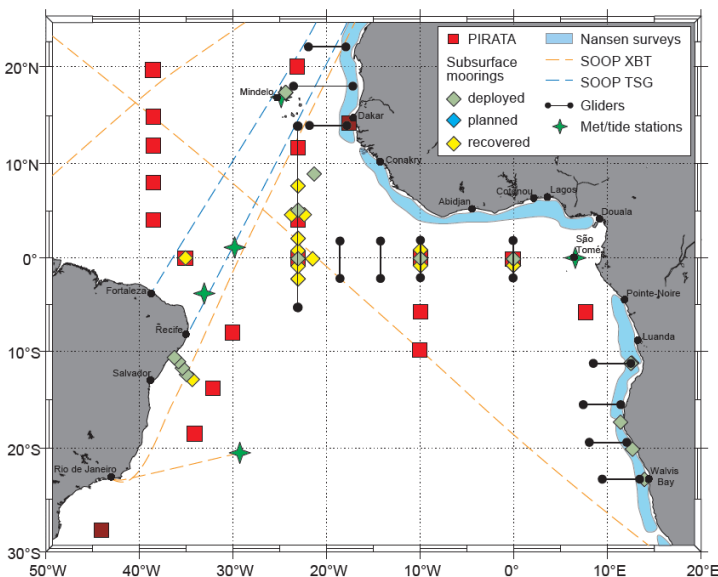 20°N
10°N
0°
10°S
20°S
30°S
50°W
40°W
30°W
20°W
10°W
0°
10°E
20°E
PIRATA
Subsurface
moorings
deployed
planned
recovered
Nansen surveys
SOOP XBT
SOOP TSG
Gliders
Met/tide stations
Mindelo
Dakar
Conakry
Abidjan
Cotonou
Lagos
Douala
São
Tomé
Fortaleza
Recife
Salvador
Rio de Janeiro
Pointe-Noire
Luanda
Walvis
Bay